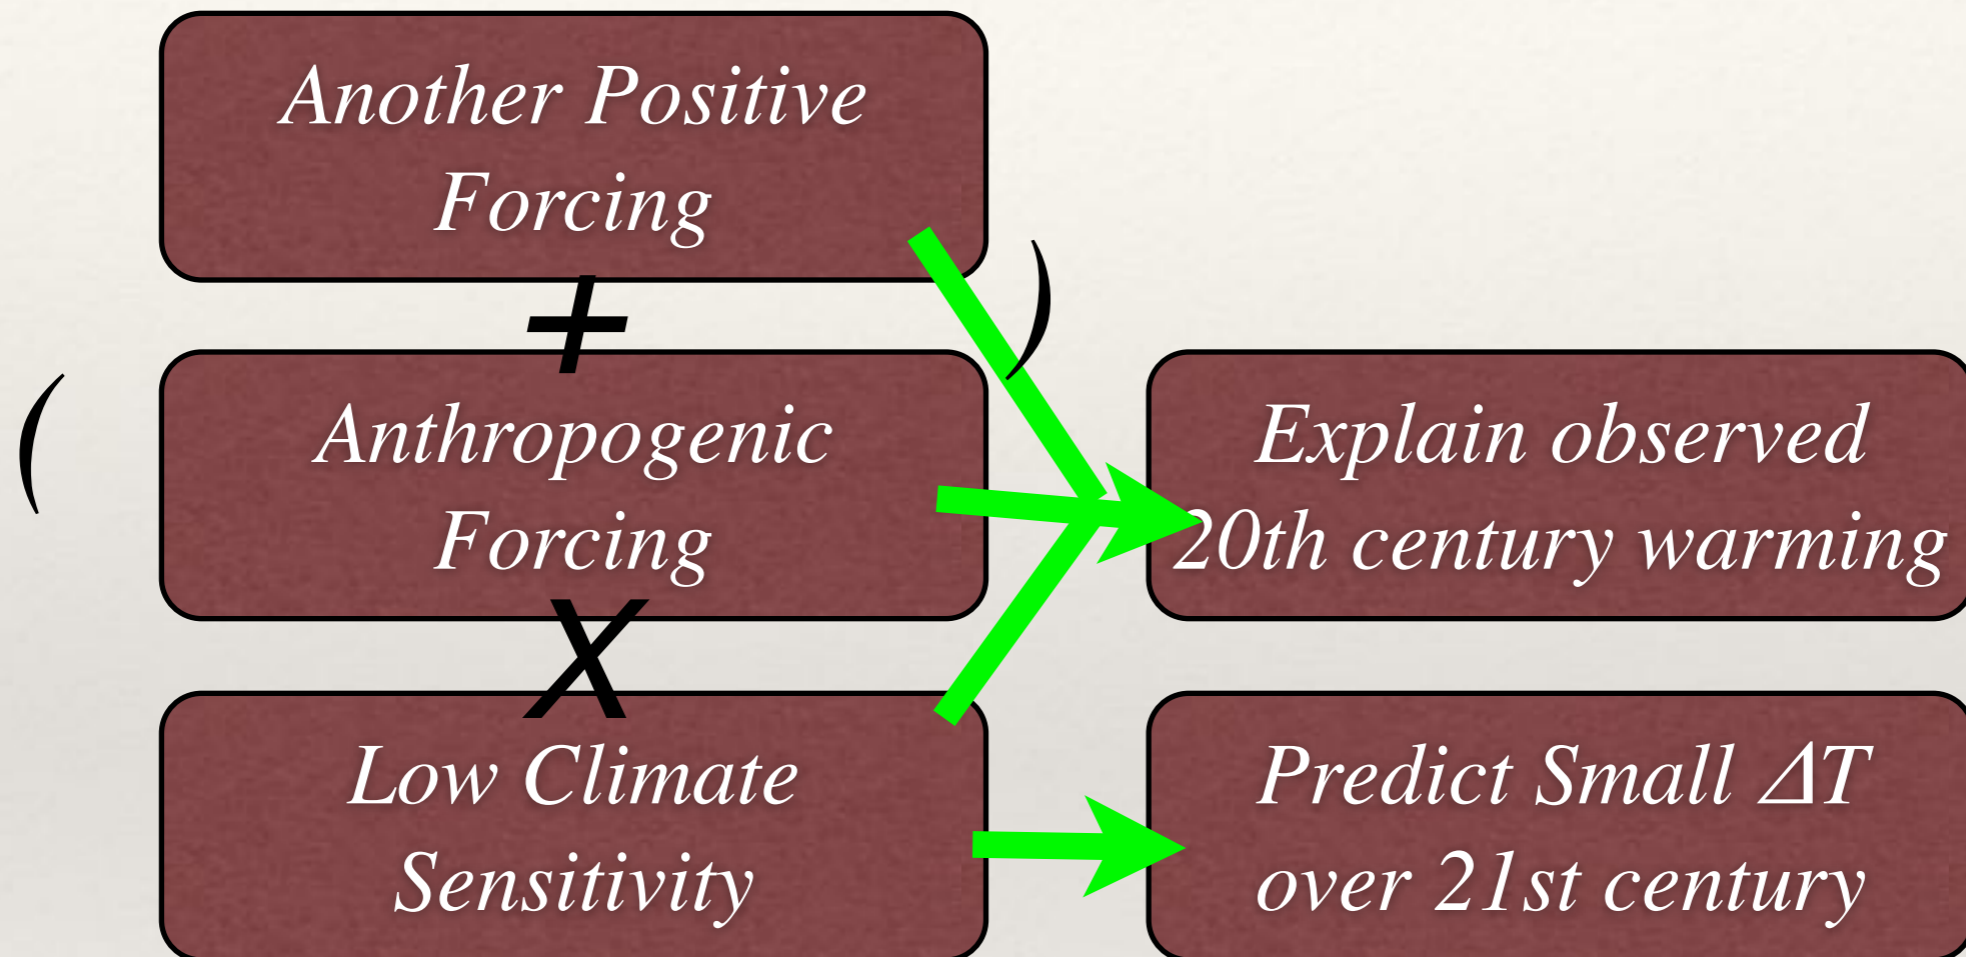 Another Positive
Forcing
+
)
(
Anthropogenic
Forcing
X
Low Climate
Sensitivity
Explain observed
20th century warming
Predict Small ΔT
over 21st century